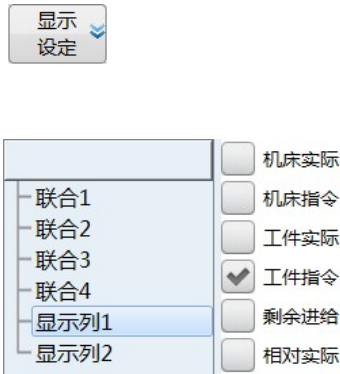 显示
设定
联合1
联合2
联合3
联合4
显示列1
显示列2
机床实际
机床指令
工件实际
工件指令
剩余进给
相对实际